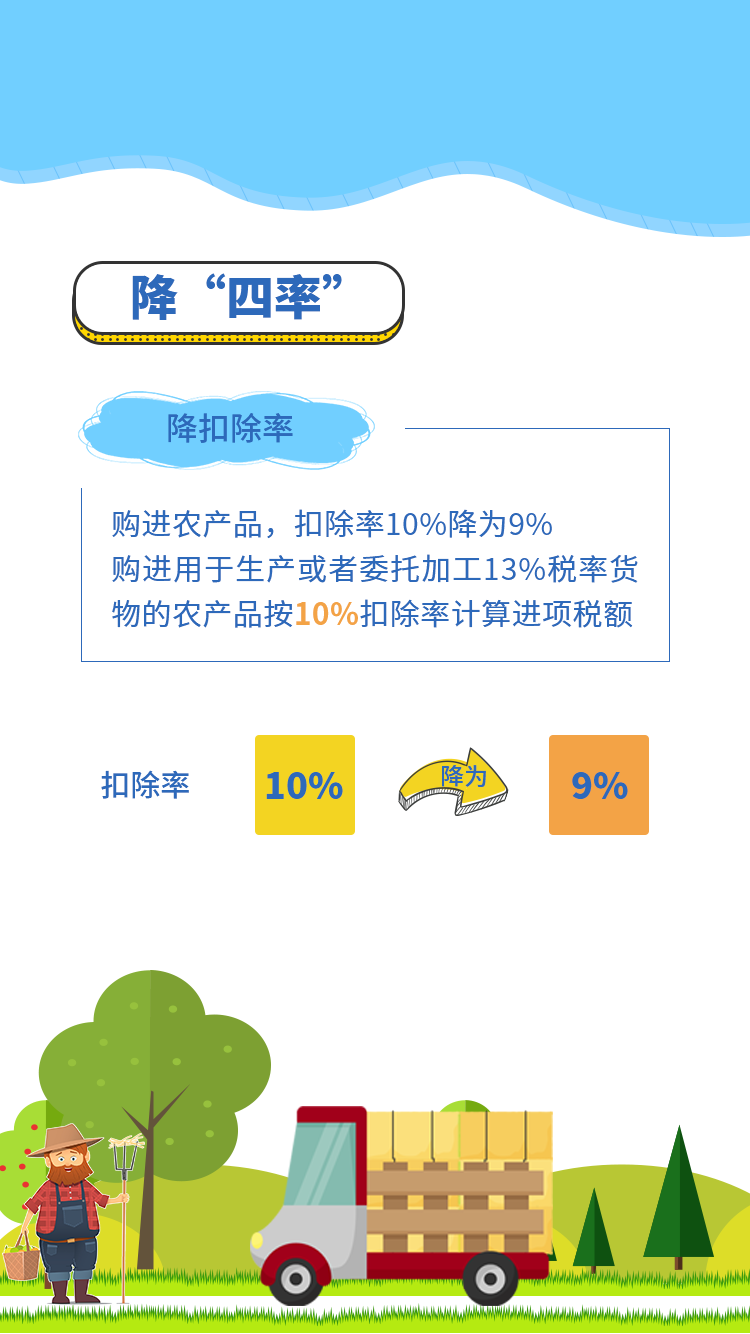 降“四率”
降扣除率
购进农产品，扣除率10%降为9%
购进用于生产或者委托加工13%税率货
物的农产品按10%扣除率计算进项税额
扣除率 10% 降为 9%